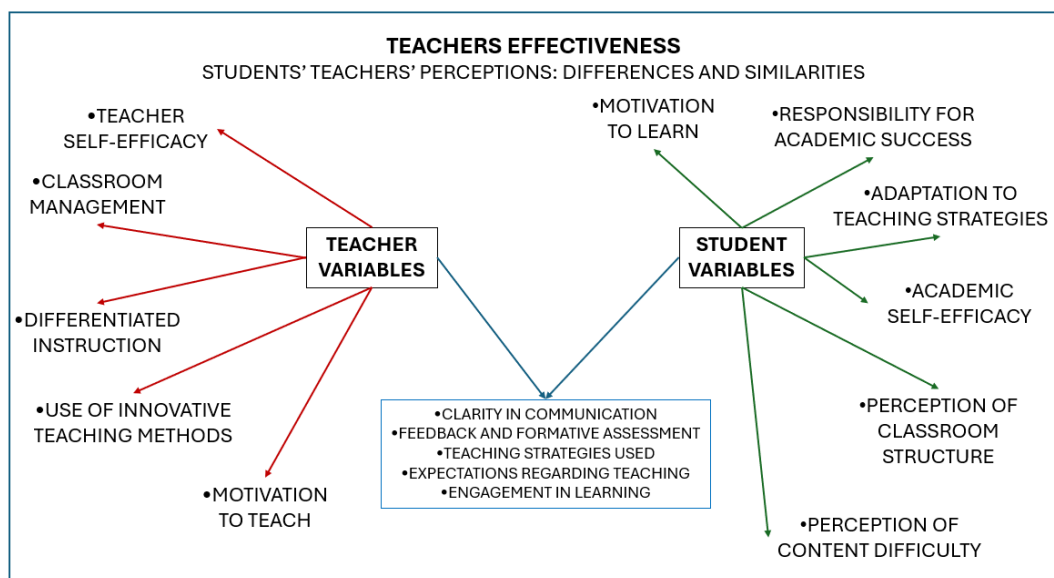 TEACHERS EFFECTIVENESS
STUDENTS' TEACHERS' PERCEPTIONS: DIFFERENCES AND SIMILARITIES
•TEACHER
SELF-EFFICACY
•CLASSROOM
MANAGEMENT
•DIFFERENTIATED
INSTRUCTION
•USE OF INNOVATIVE
TEACHING METHODS
•MOTIVATION
TO TEACH
TEACHER
VARIABLES
•CLARITY IN COMMUNICATION
•FEEDBACK AND FORMATIVE ASSESSMENT
•TEACHING STRATEGIES USED
•EXPECTATIONS REGARDING TEACHING
•ENGAGEMENT IN LEARNING
STUDENT
VARIABLES
•MOTIVATION
TO LEARN
•RESPONSIBILITY FOR
ACADEMIC SUCCESS
•ADAPTATION TO
TEACHING STRATEGIES
•ACADEMIC
SELF-EFFICACY
•PERCEPTION OF
CLASSROOM
STRUCTURE
•PERCEPTION OF
CONTENT DIFFICULTY